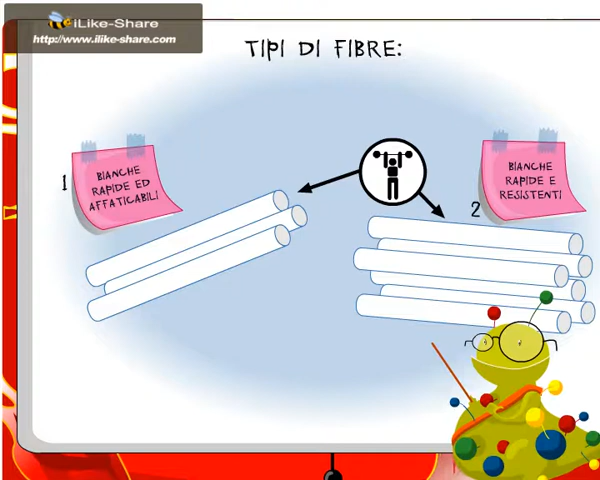 iLike-Share
http://www.ilike-share.com
TIPI DI FIBRE:
1
BIANCHE
RAPIDE ED
AFFATICABILI
2
BIANCHE
RAPIDE E
RESISTENTI